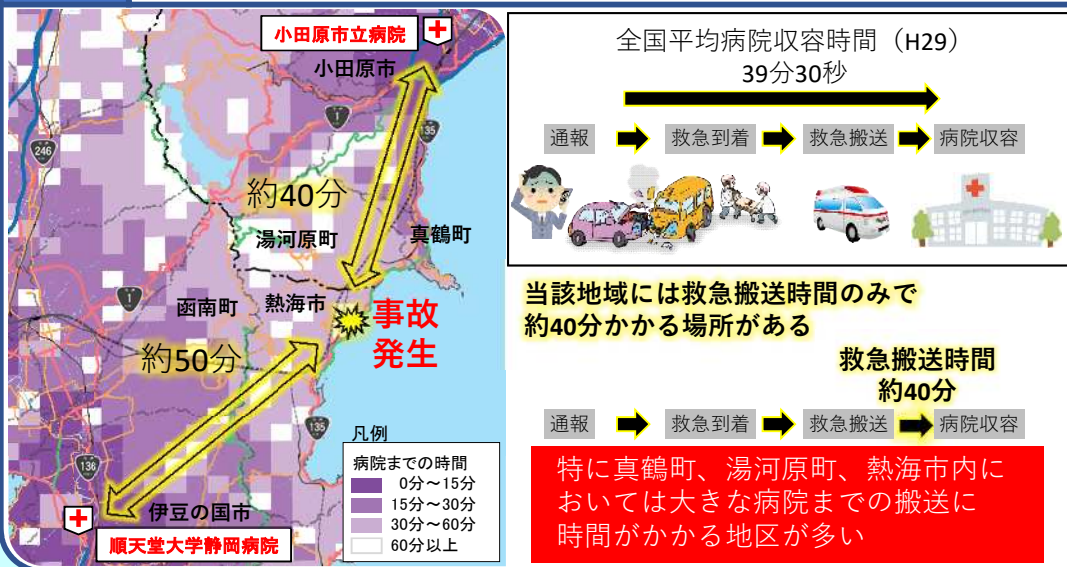 小田原市立病院
小田原市
1
135
246
約40分
湯河原町
真鶴町
1
函南町
熱海市
事故
発生
約50分
135
136
伊豆の国市
順天堂大学静岡病院
凡例
病院までの時間
0分～15分
15分～30分
30分～60分
60分以上
全国平均病院収容時間（H29）
39分30秒
通報
救急到着
救急搬送
病院収容
当該地域には救急搬送時間のみで
約40分かかる場所がある
救急搬送時間
約40分
通報
救急到着
救急搬送
病院収容
特に真鶴町、湯河原町、熱海市内に
おいては大きな病院までの搬送に
時間がかかる地区が多い